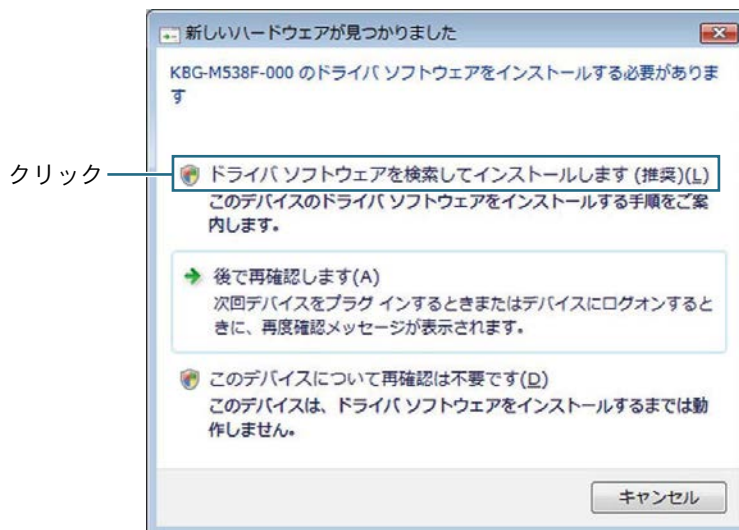 新しいハードウェアが見つかりました
KBG-M538F-000 のドライバ ソフトウェアをインストールする必要がありま
す
クリック
ドライバ ソフトウェアを検索してインストールします (推奨)(L)
このデバイスのドライバ ソフトウェアをインストールする手順をご案
内します。
後で再確認します(A)
次回デバイスをプラグ インするときまたはデバイスにログオンすると
きに、再度確認メッセージが表示されます。
このデバイスについて再確認は不要です(D)
このデバイスは、ドライバ ソフトウェアをインストールするまでは動
作しません。
キャンセル